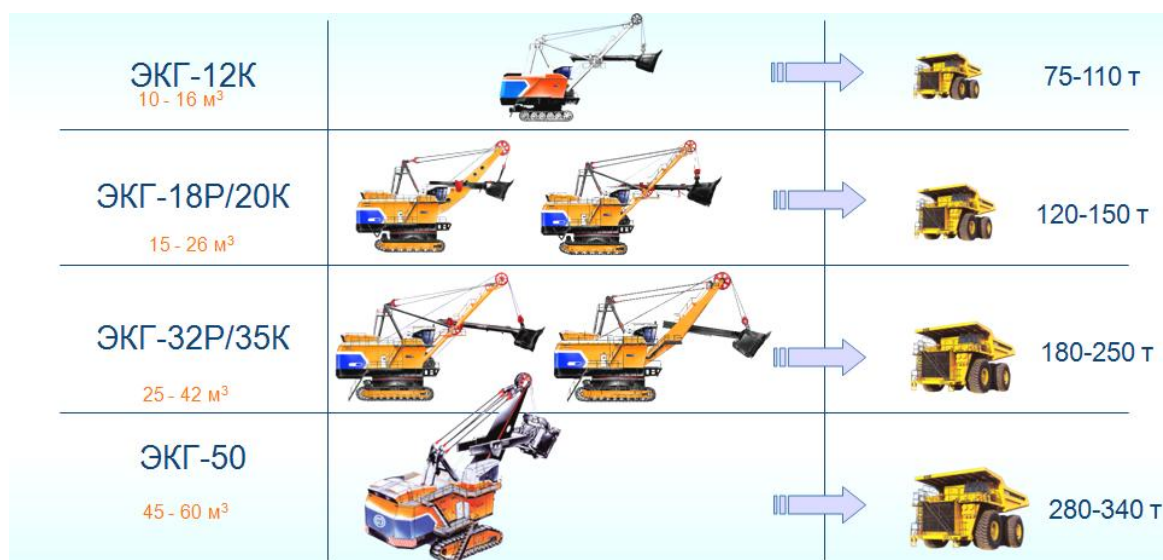 ЭКГ-12К
10 - 16 м³
75-110 т
ЭКГ-18Р/20К
15 - 26 м³
120-150 т
ЭКГ-32Р/35К
25 - 42 м³
180-250 т
ЭКГ-50
45 - 60 м³
280-340 т